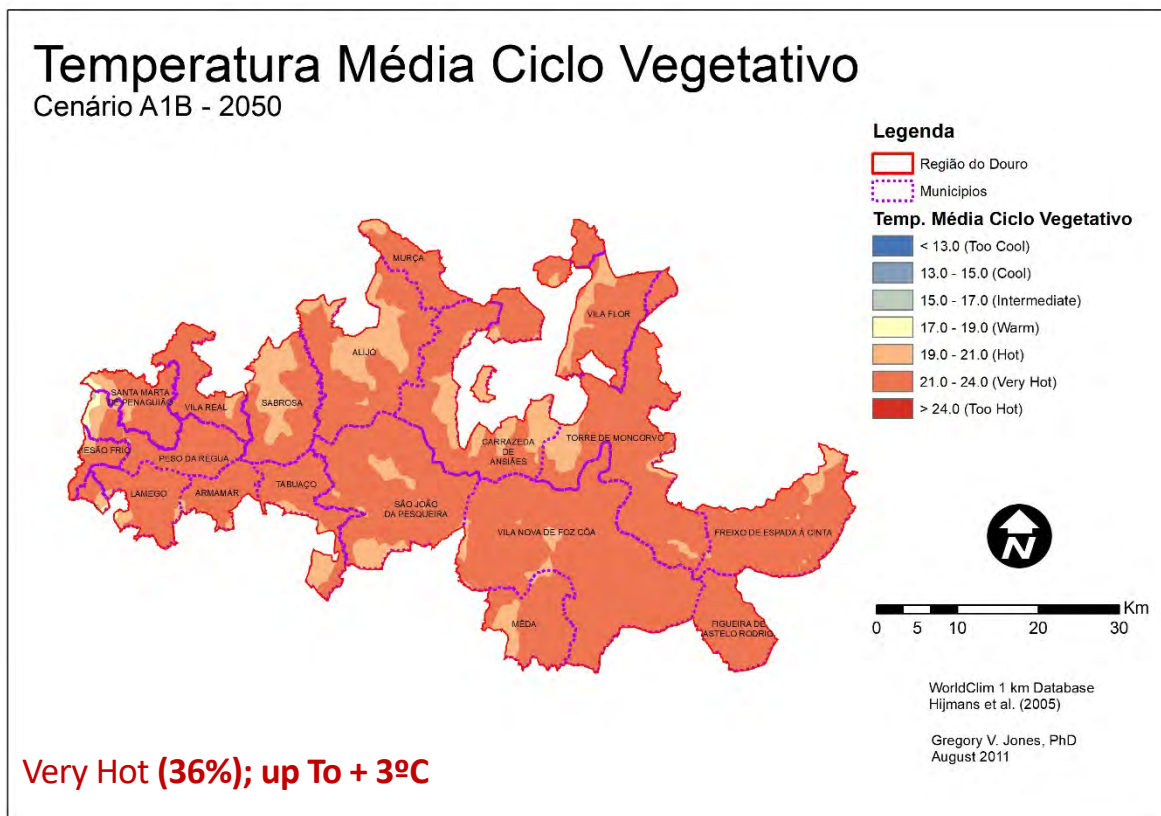 Temperatura Média Ciclo Vegetativo
Cenário A1B - 2050
Legenda
Região do Douro
Municipios
Temp. Média Ciclo Vegetativo
< 13.0 (Too Cool)
13.0 - 15.0 (Cool)
15.0 - 17.0 (Intermediate)
17.0 - 19.0 (Warm)
19.0 - 21.0 (Hot)
21.0 - 24.0 (Very Hot)
> 24.0 (Too Hot)
MURÇA
VILA FLOR
ALIJÓ
SANTA MARTA
DE PENAGUIÃO
VILA REAL
SABROSA
CARRAZEDA
DE
ANSIÃES
TORRE DE MONCORVO
MESÃO FRIO
PESO DA RÉGUA
LAMEGO
ARMAMAR
TABUAÇO
SÃO JOÃO
DA PESQUEIRA
VILA NOVA DE FOZ CÔA
FREIXO DE ESPADA À CINTA
MÊDA
FIGUEIRA DE
ASTELO RODRIG
N
Km
0 5 10 20 30
WorldClim 1 km Database
Hijmans et al. (2005)
Gregory V. Jones, PhD
August 2011
Very Hot (36%); up To + 3ºC